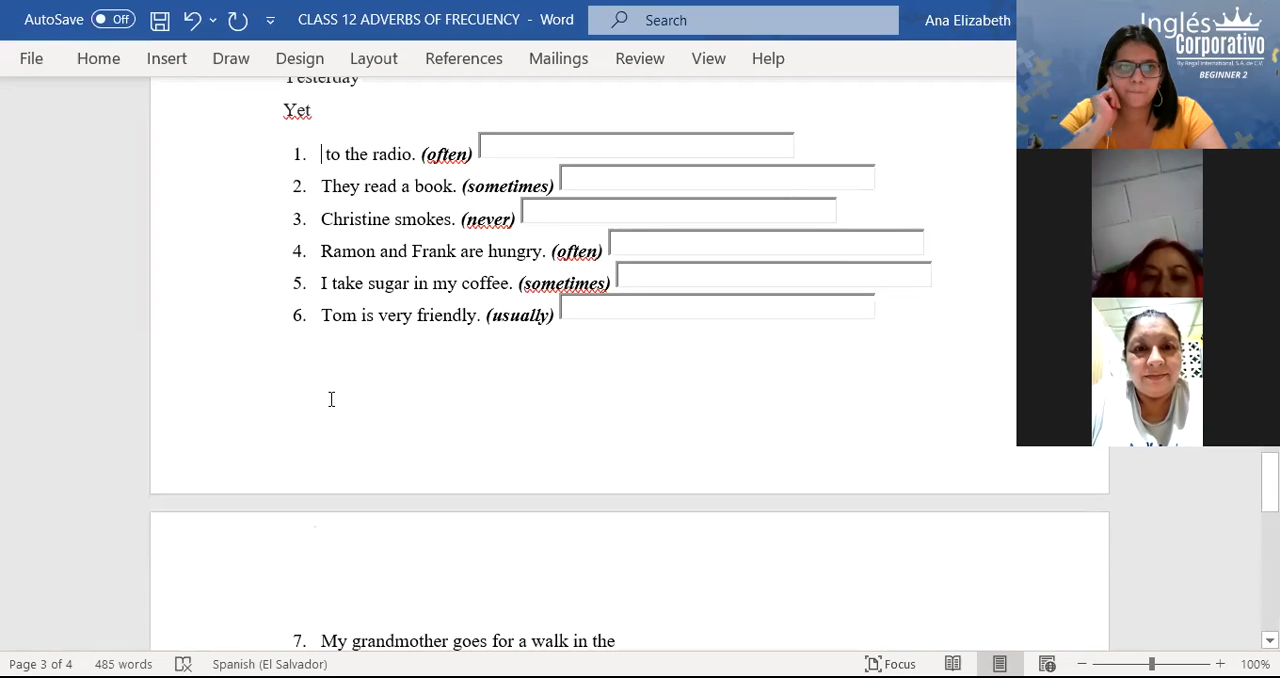 AutoSave Off CLASS 12 ADVERBS OF FRECUENCY - Word Search Ana Elizabeth
File Home Insert Draw Design Layout References Mailings Review View Help
Inglés Corporativo
By Regal International, S.A. de C.V.
BEGINNER 2
Yesterday
Yet
1. to the radio. (often)
2. They read a book. (sometimes)
3. Christine smokes. (never)
4. Ramon and Frank are hungry. (often)
5. I take sugar in my coffee. (sometimes)
6. Tom is very friendly. (usually)
7. My grandmother goes for a walk in the
Page 3 of 4 485 words Spanish (El Salvador) Focus 100%